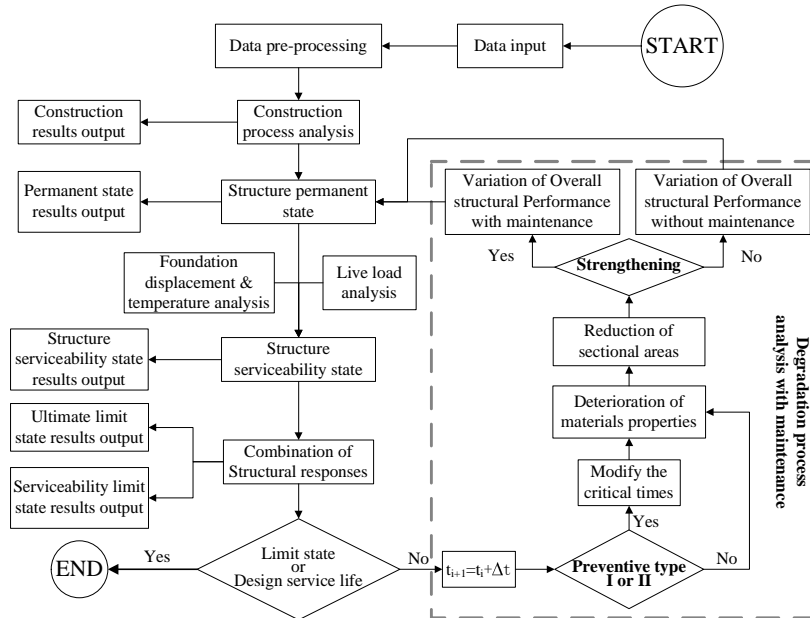 START
Data input
Data pre-processing
Construction
process analysis
Construction
results output
Structure permanent
state
Permanent state
results output
Foundation
displacement &
temperature analysis
Live load
analysis
Structure
serviceability state
Structure
serviceability state
results output
Combination of
Structural responses
Ultimate limit
state results output
Serviceability limit
state results output
Limit state
or
Design service life
Yes
END
No
tᵢ₊₁=tᵢ+Δt
Preventive type
I or II
Yes
No
Modify the
critical times
Deterioration of
materials properties
Reduction of
sectional areas
Strengthening
Yes
No
Variation of Overall
structural Performance
with maintenance
Variation of Overall
structural Performance
without maintenance
Degradation process
analysis with maintenance